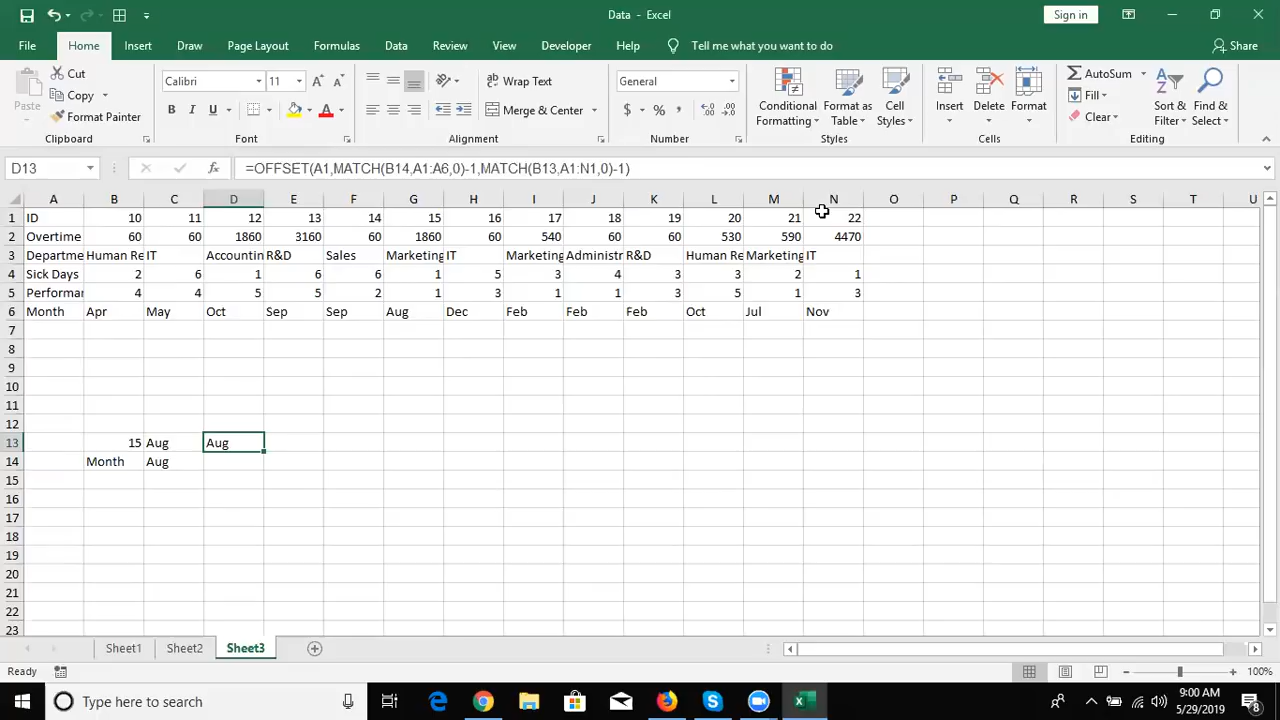 Data - Excel
Sign in
File Home Insert Draw Page Layout Formulas Data Review View Developer Help Tell me what you want to do Share
Paste
Cut
Copy
Format Painter
Clipboard
Calibri 11
B I U
Font
Wrap Text
Merge & Center
Alignment
General
$ % ,
Number
Conditional Formatting
Format as Table
Cell Styles
Styles
Insert Delete Format
Cells
AutoSum
Fill
Clear
Sort & Filter
Find & Select
Editing
D13 fx =OFFSET(A1,MATCH(B14,A1:A6,0)-1,MATCH(B13,A1:N1,0)-1)
A B C D E F G H I J K L M N O P Q R S T U
1 ID 10 11 12 13 14 15 16 17 18 19 20 21 22
2 Overtime 60 60 1860 3160 60 1860 60 540 60 60 530 590 4470
3 Departme Human Re IT Accountin R&D Sales Marketing IT Marketing Administr R&D Human Re Marketing IT
4 Sick Days 2 6 1 6 6 1 5 3 4 3 3 2 1
5 Performa 4 4 5 5 2 1 3 1 1 3 5 1 3
6 Month Apr May Oct Sep Sep Aug Dec Feb Feb Feb Oct Jul Nov
7
8
9
10
11
12
13 15 Aug Aug
14 Month Aug
15
16
17
18
19
20
21
22
23
Sheet1 Sheet2 Sheet3
Ready 100%
Type here to search
9:00 AM
5/29/2019
8